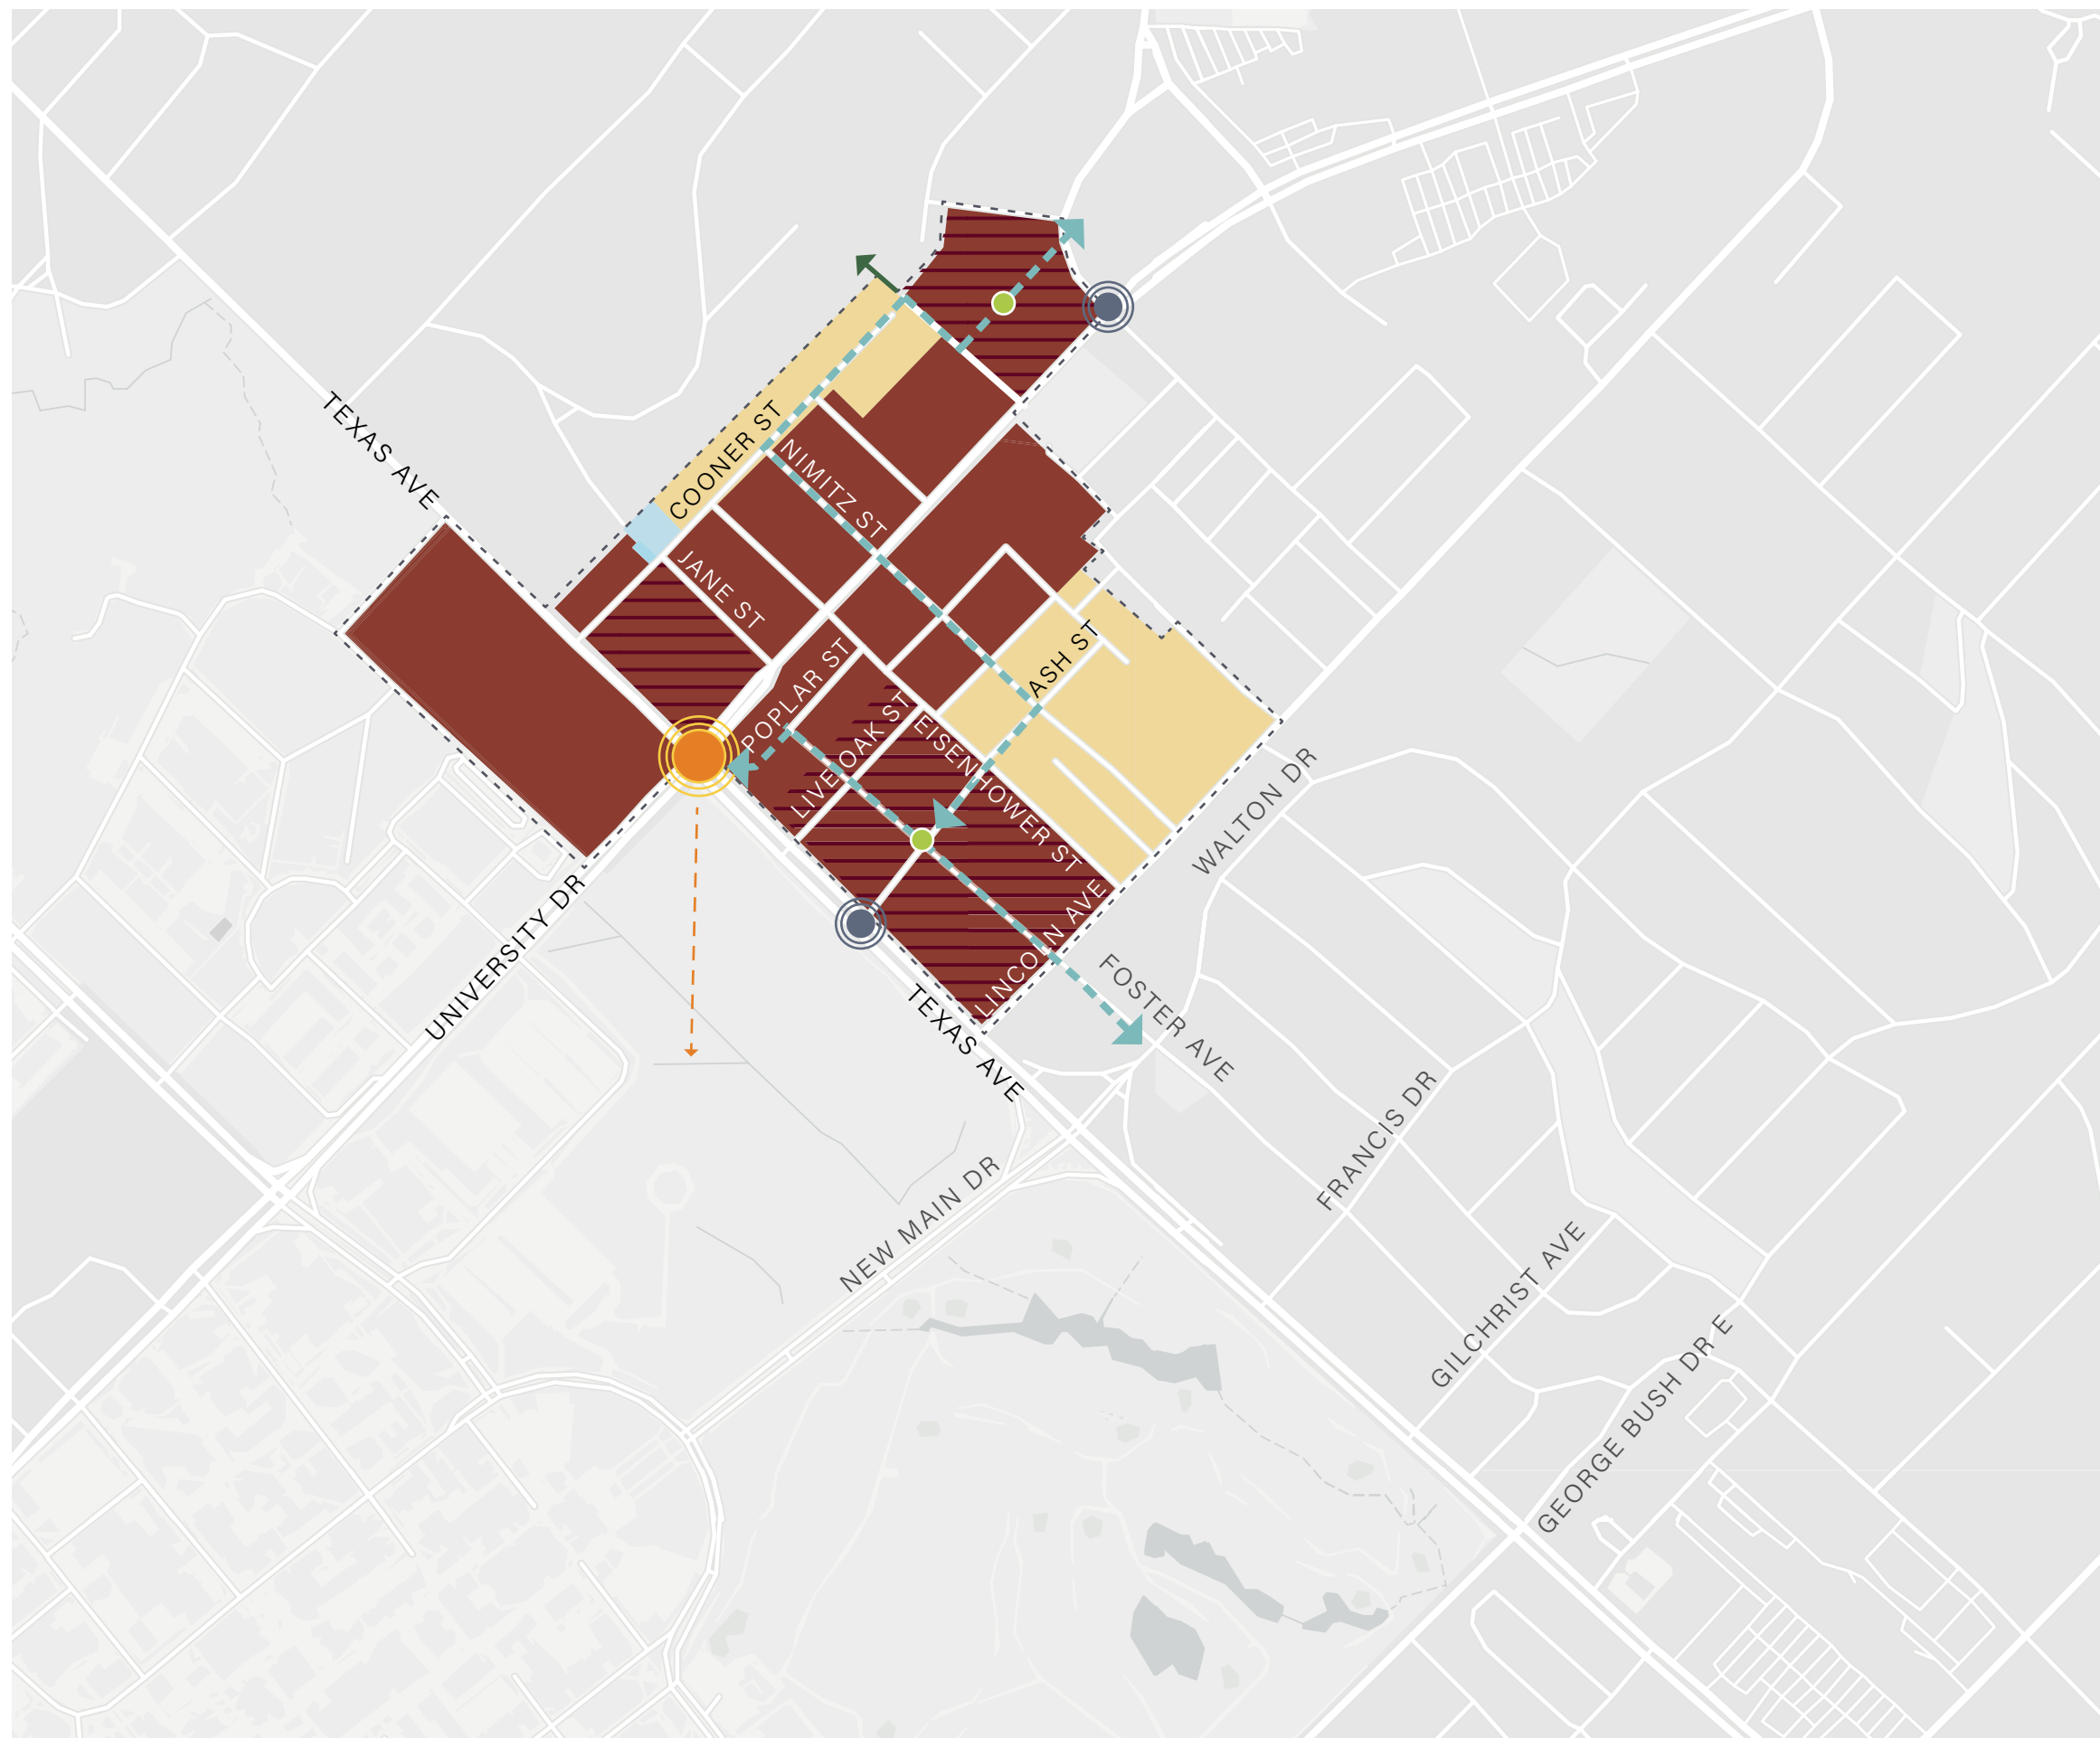 TEXAS AVE
COONER ST
NIMITZ ST
JANE ST
POPLAR ST
ASH ST
LIVE OAK ST
EISENHOWER ST
WALTON DR
LINCOLN AVE
UNIVERSITY DR
FOSTER AVE
TEXAS AVE
FRANCIS DR
NEW MAIN DR
GILCHRIST AVE
GEORGE BUSH DR E